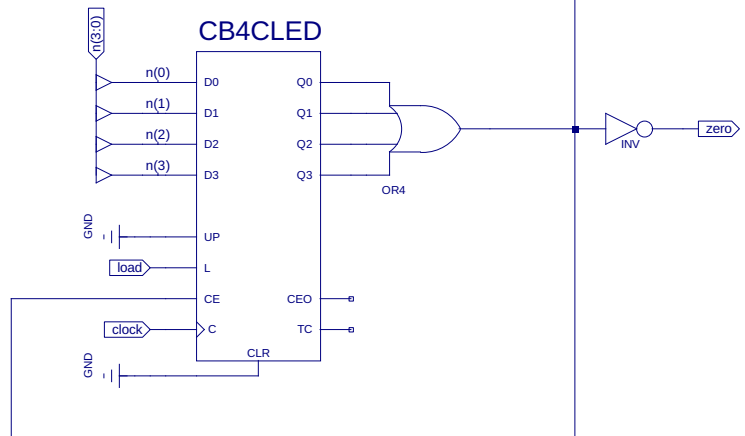 CB4CLED
n(3:0)
n(0)
D0
Q0
n(1)
D1
Q1
n(2)
D2
Q2
zero
INV
n(3)
D3
Q3
OR4
GND
UP
load
L
CE
CEO
clock
C
TC
CLR
GND